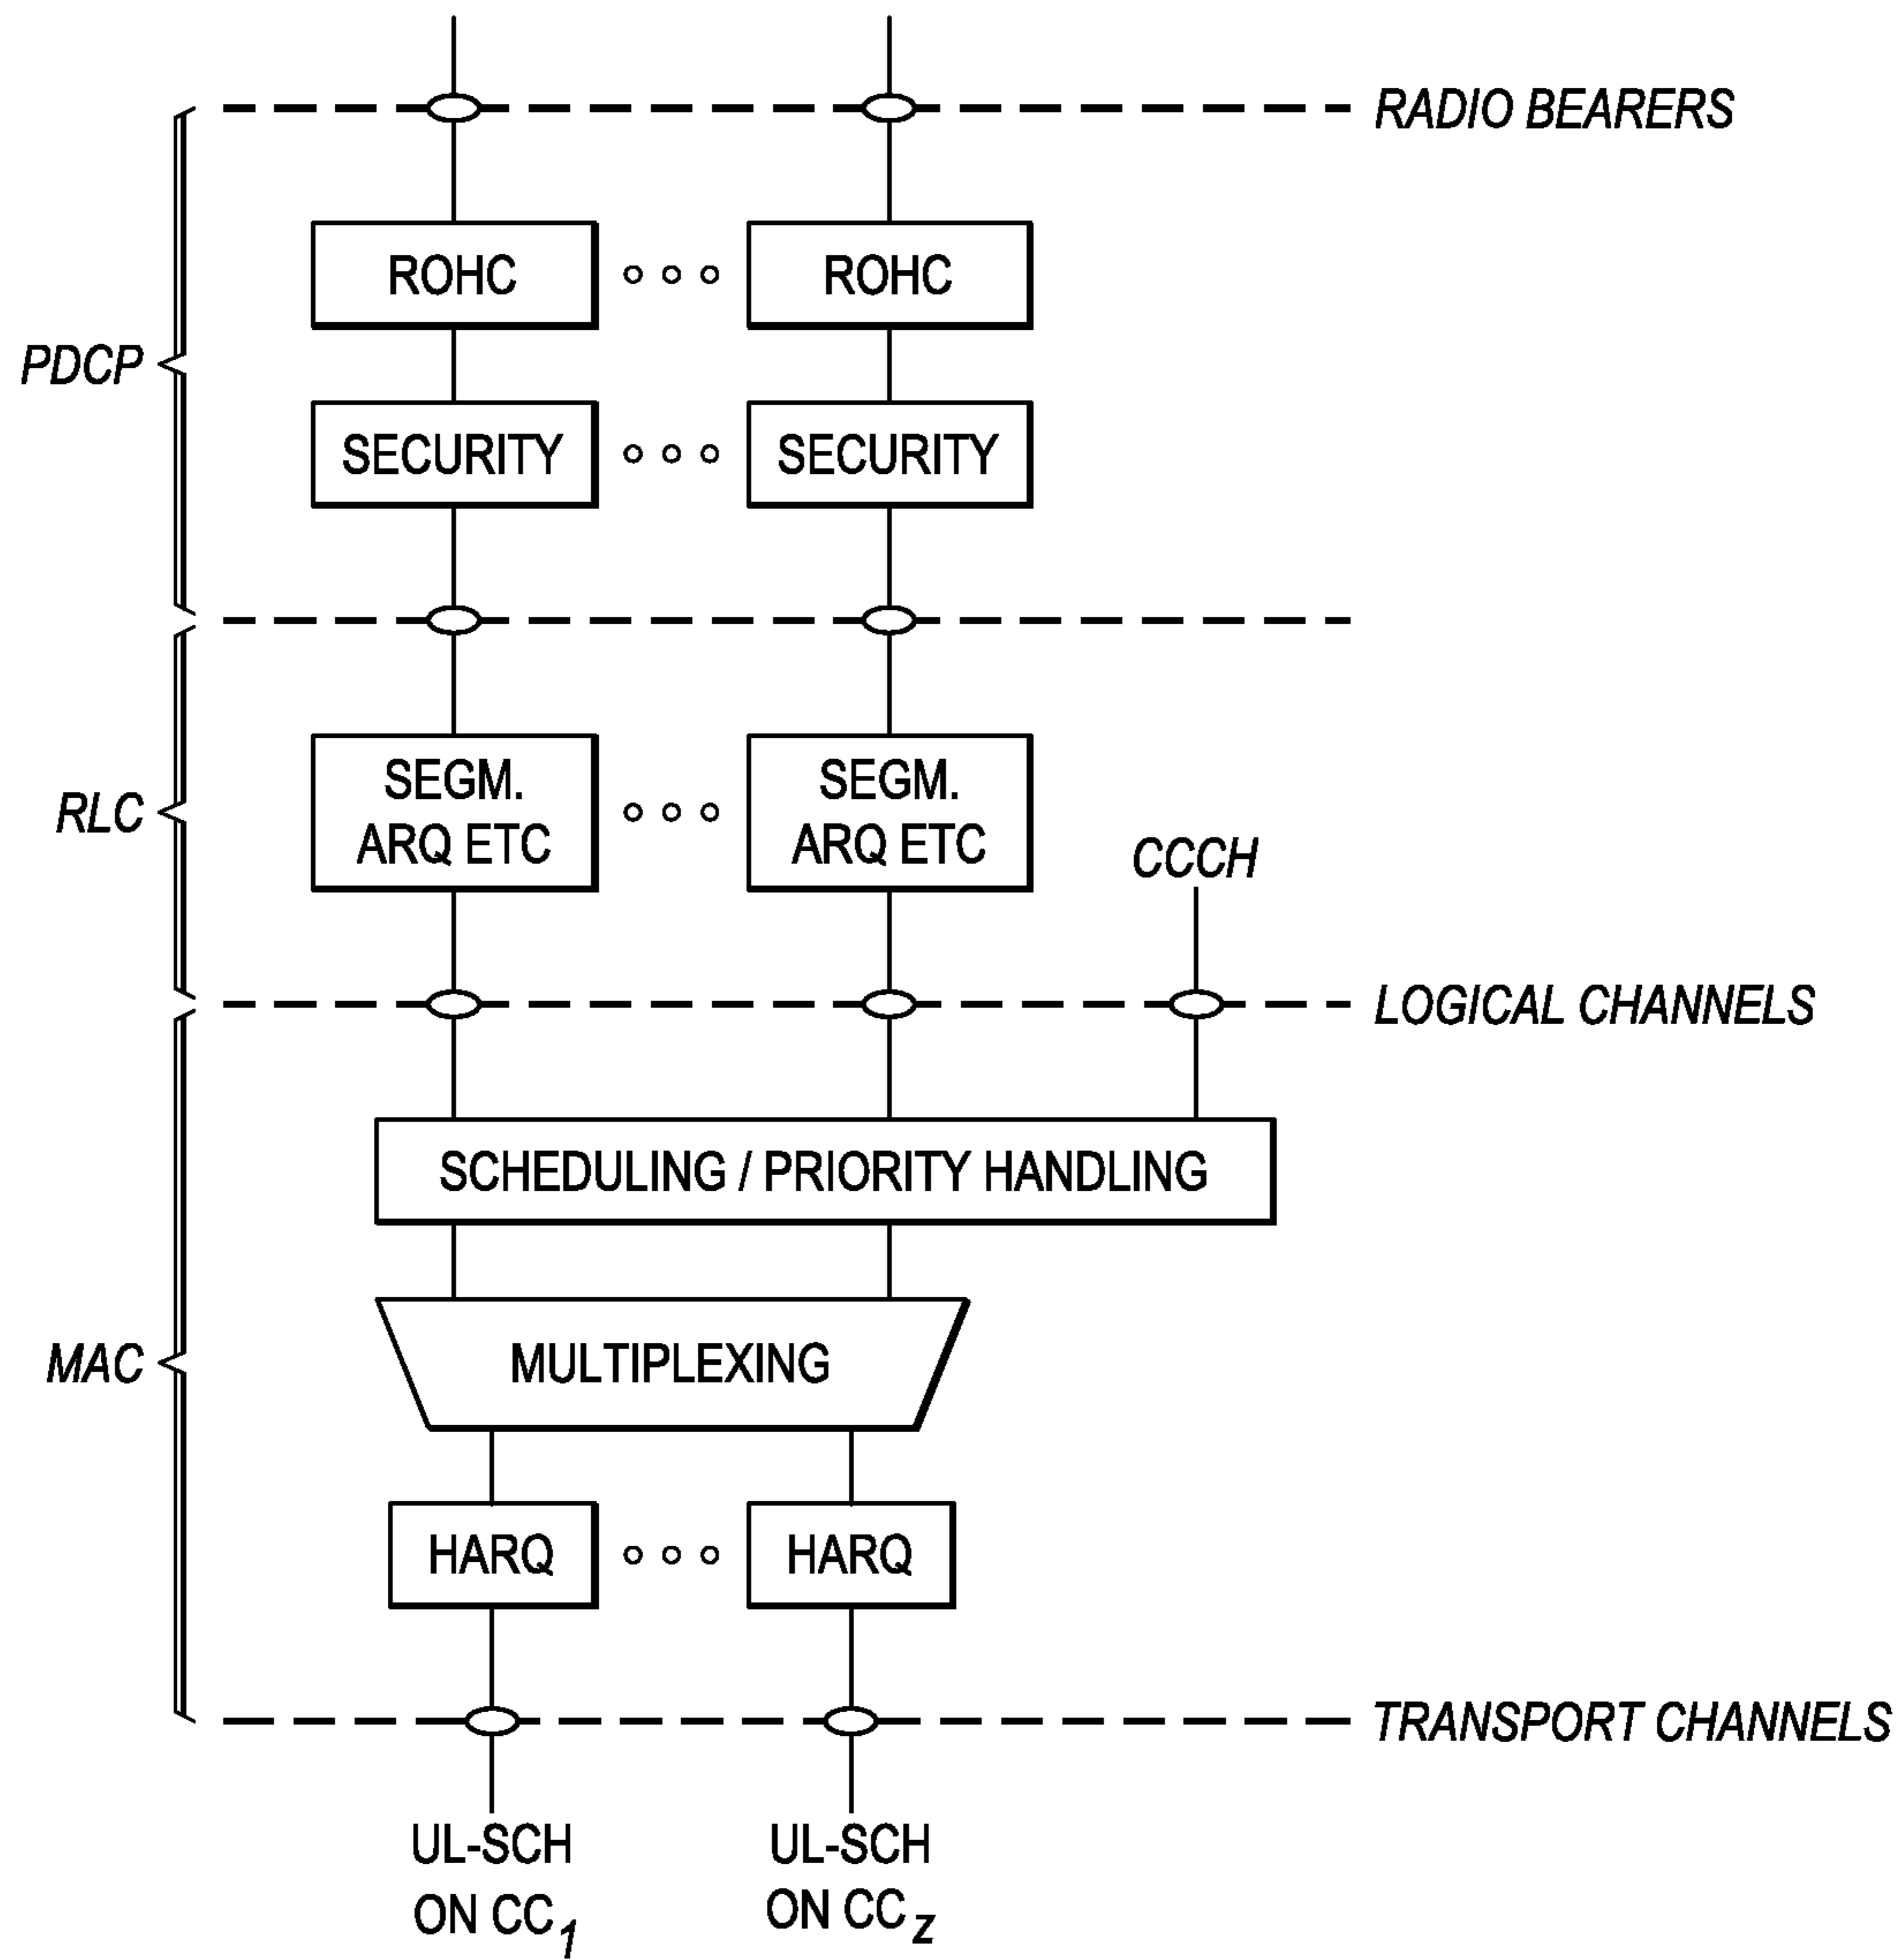 RADIO BEARERS
ROHC
ROHC
PDCP
SECURITY
SECURITY
SEGM.
ARQ ETC
SEGM.
ARQ ETC
RLC
CCCH
LOGICAL CHANNELS
SCHEDULING / PRIORITY HANDLING
MAC
MULTIPLEXING
HARQ
HARQ
TRANSPORT CHANNELS
UL-SCH
ON CC1
UL-SCH
ON CCz